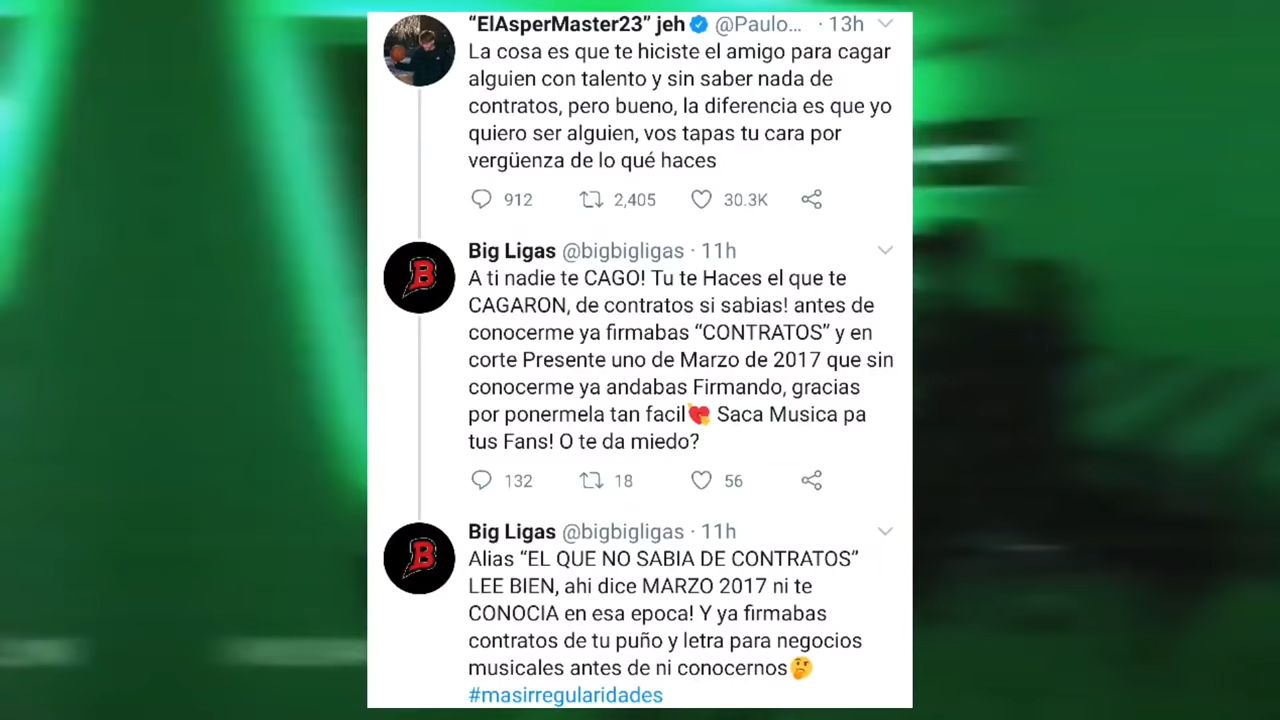 “ElAsperMaster23” jeh @Paulo... · 13h
La cosa es que te hiciste el amigo para cagar
alguien con talento y sin saber nada de
contratos, pero bueno, la diferencia es que yo
quiero ser alguien, vos tapas tu cara por
vergüenza de lo qué haces
912 2,405 30.3K
Big Ligas @bigbigligas · 11h
A ti nadie te CAGO! Tu te Haces el que te
CAGARON, de contratos si sabias! antes de
conocerme ya firmabas “CONTRATOS” y en
corte Presente uno de Marzo de 2017 que sin
conocerme ya andabas Firmando, gracias
por ponermela tan facil💘 Saca Musica pa
tus Fans! O te da miedo?
132 18 56
Big Ligas @bigbigligas · 11h
Alias “EL QUE NO SABIA DE CONTRATOS”
LEE BIEN, ahi dice MARZO 2017 ni te
CONOCIA en esa epoca! Y ya firmabas
contratos de tu puño y letra para negocios
musicales antes de ni conocernos🤔
#masirregularidades
B
B